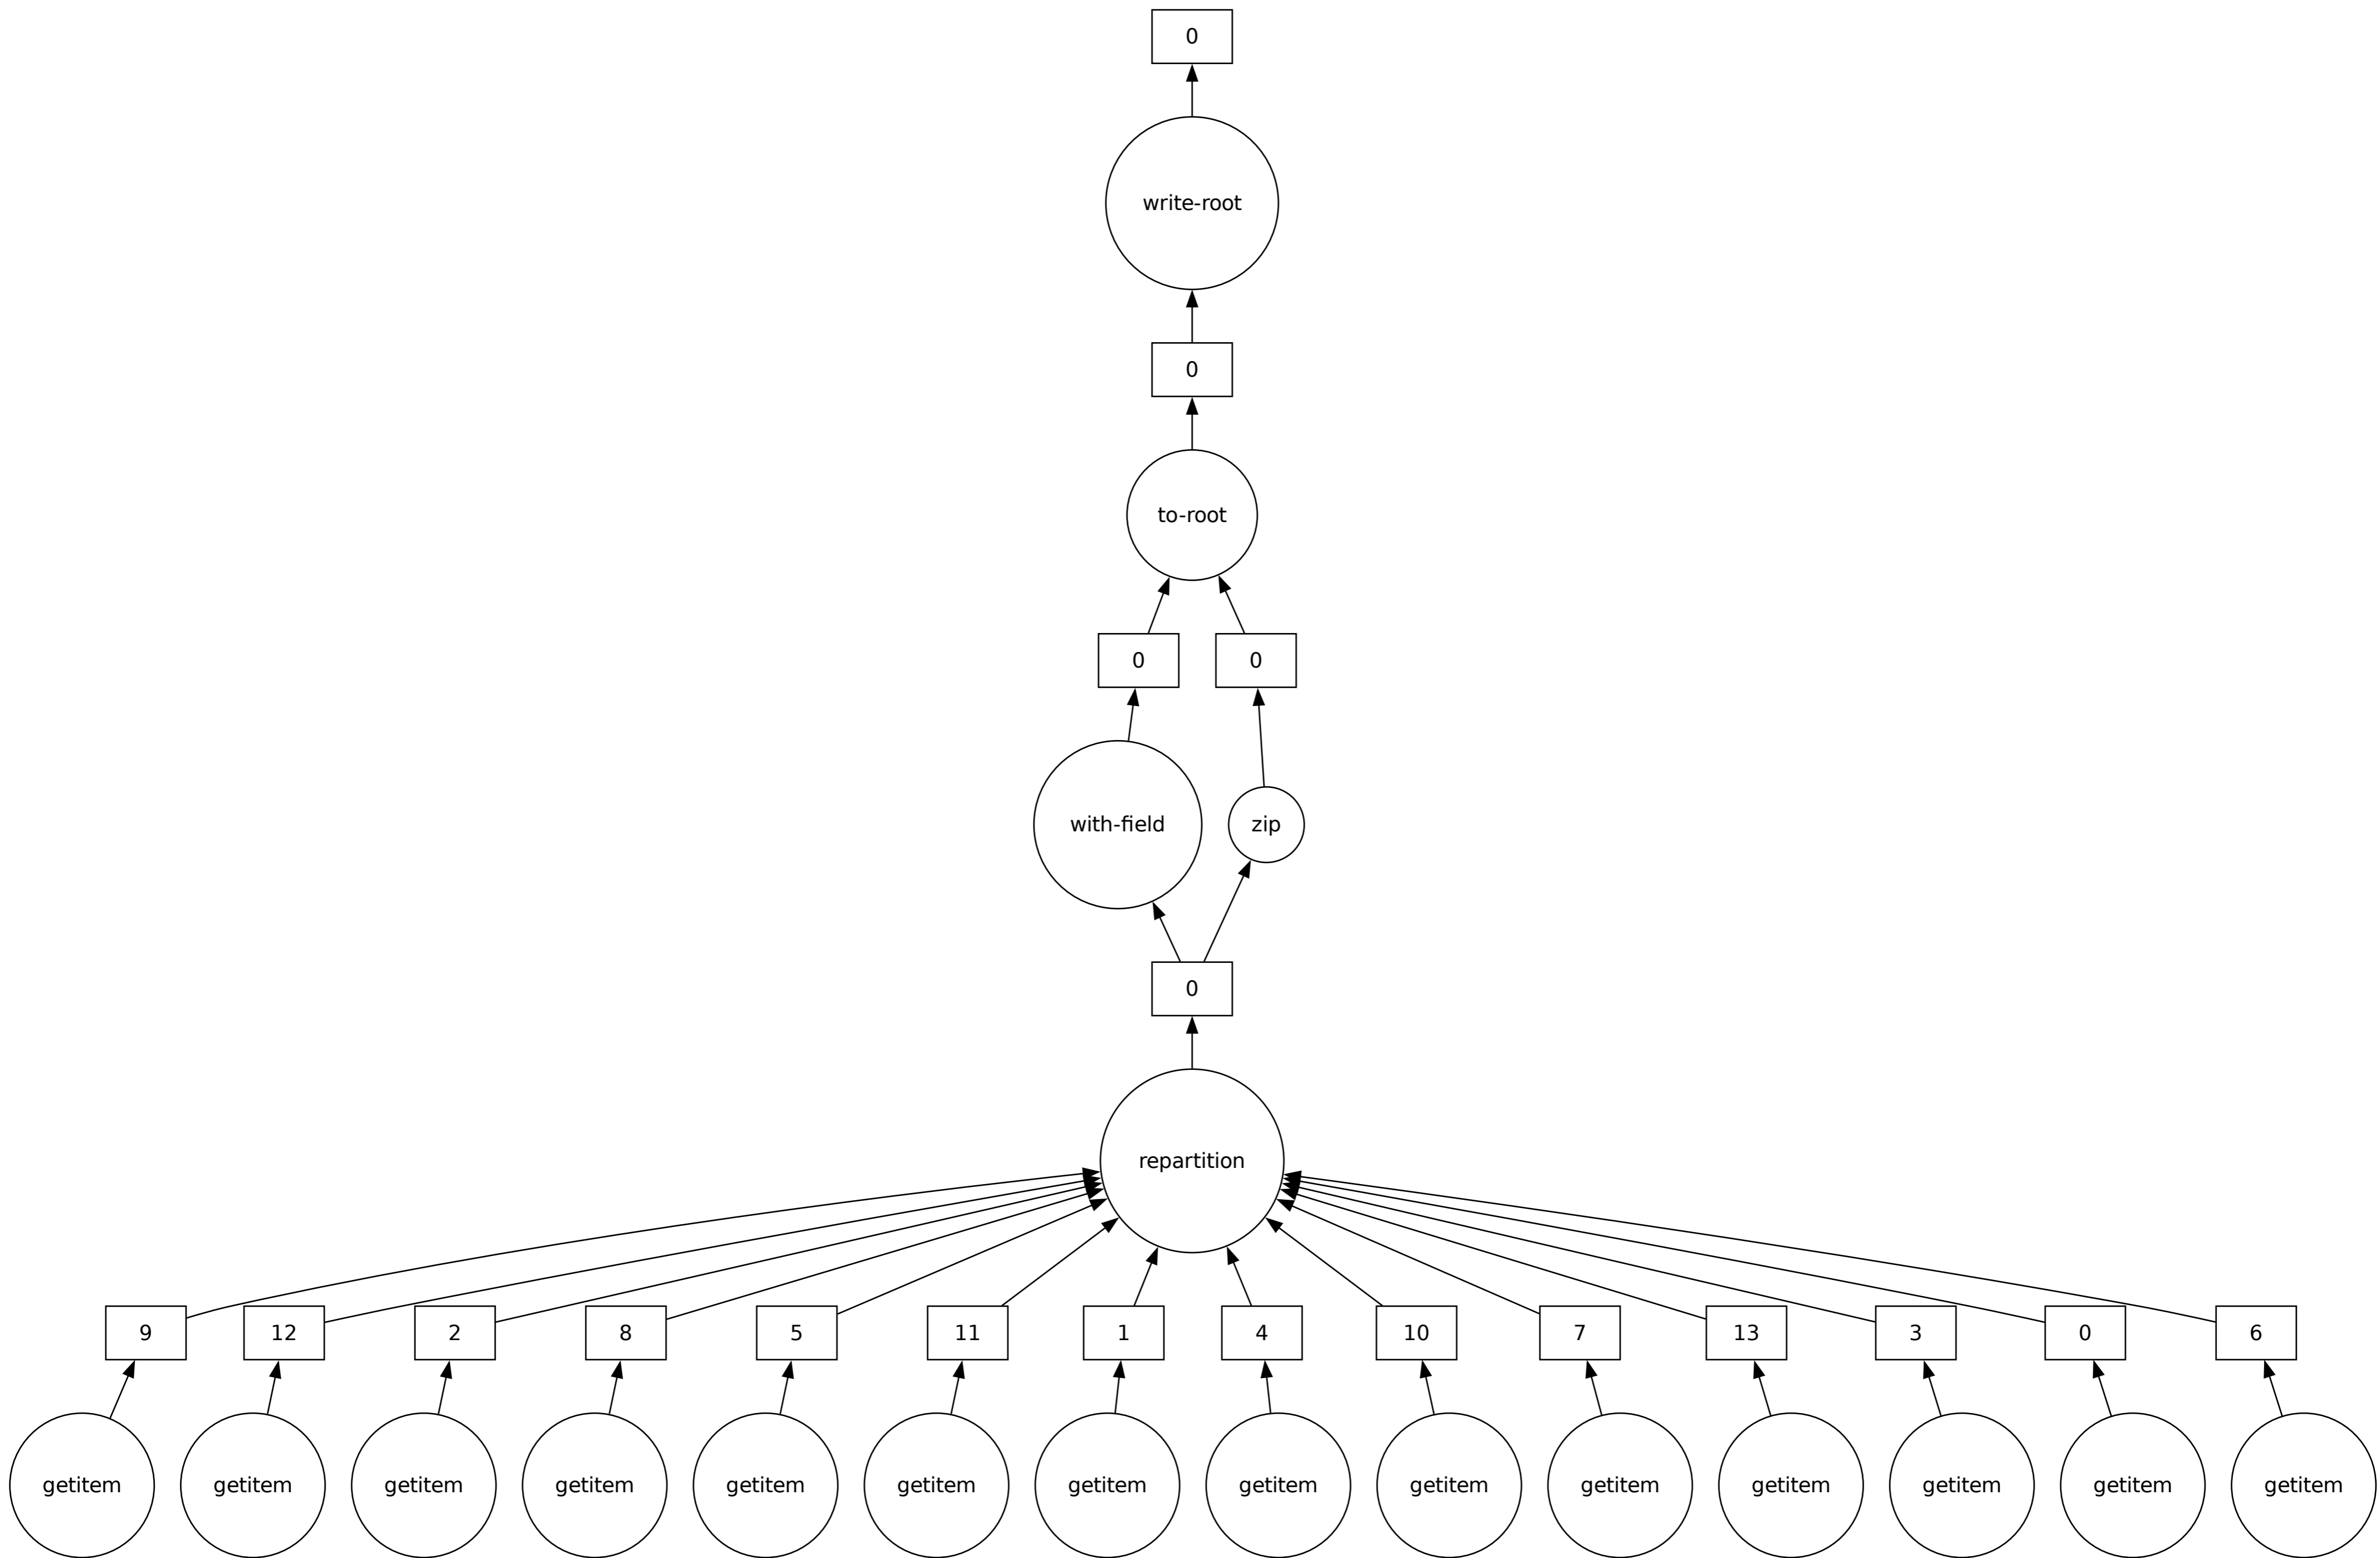 0
write-root
0
to-root
0 0
with-field zip
0
repartition
9 12 2 8 5 11 1 4 10 7 13 3 0 6
getitem getitem getitem getitem getitem getitem getitem getitem getitem getitem getitem getitem getitem getitem